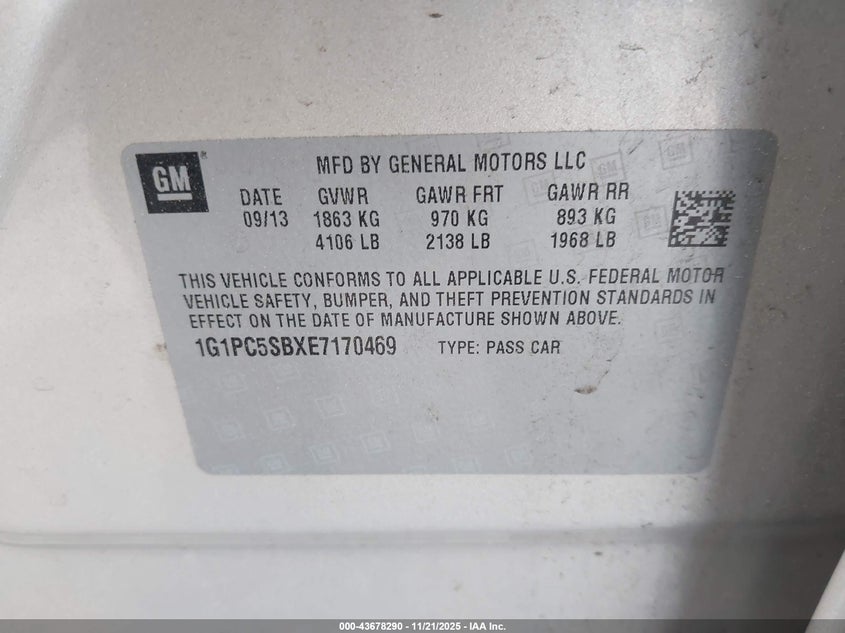 GM
MFD BY GENERAL MOTORS LLC
DATE GVWR GAWR FRT GAWR RR
09/13 1863 KG 970 KG 893 KG
4106 LB 2138 LB 1968 LB
THIS VEHICLE CONFORMS TO ALL APPLICABLE U.S. FEDERAL MOTOR
VEHICLE SAFETY, BUMPER, AND THEFT PREVENTION STANDARDS IN
EFFECT ON THE DATE OF MANUFACTURE SHOWN ABOVE.
1G1PC5SBXE7170469 TYPE: PASS CAR
000-43678290 - 11/21/2025 - IAA Inc.